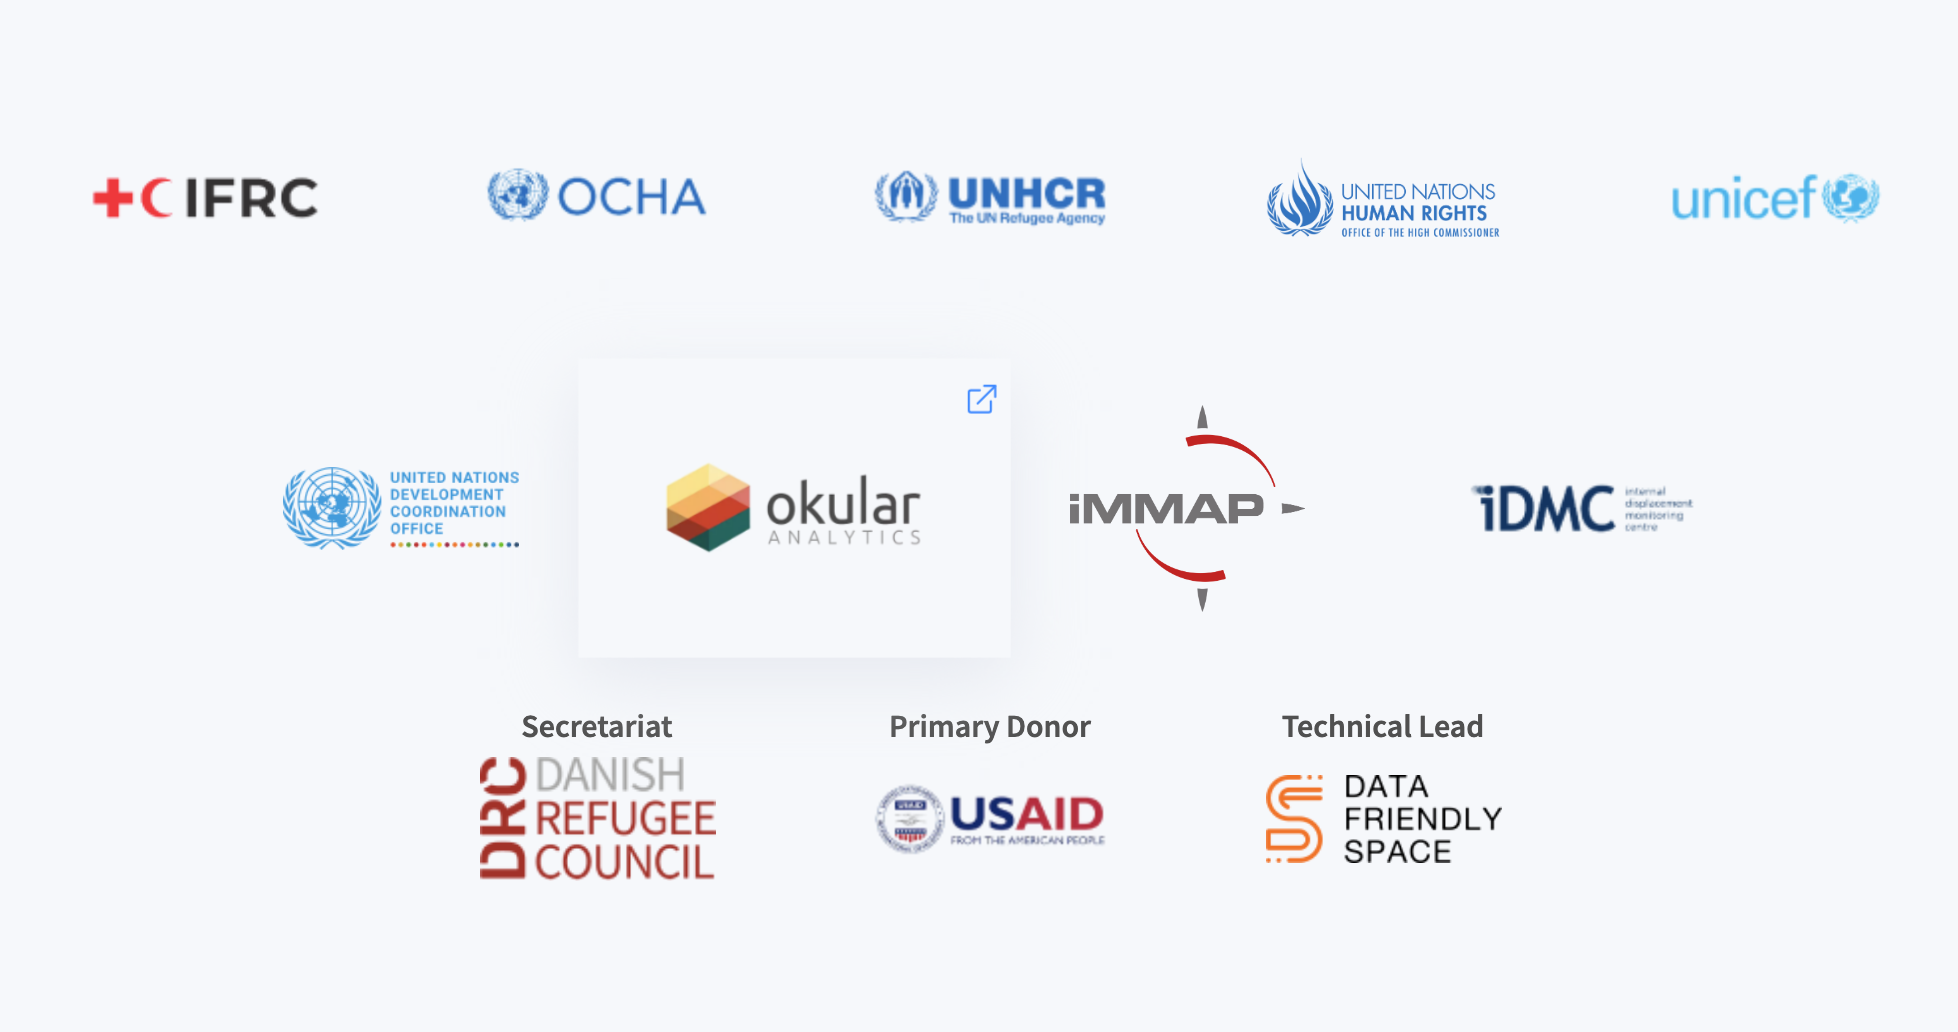 IFRC
OCHA
UNHCR
The UN Refugee Agency
UNITED NATIONS
HUMAN RIGHTS
OFFICE OF THE HIGH COMMISSIONER
unicef
UNITED NATIONS
DEVELOPMENT
COORDINATION
OFFICE
okular
ANALYTICS
iMMAP
iDMC
internal
displacement
monitoring
centre
Secretariat
DRC
DANISH
REFUGEE
COUNCIL
Primary Donor
USAID
USAID
FROM THE AMERICAN PEOPLE
Technical Lead
DATA
FRIENDLY
SPACE